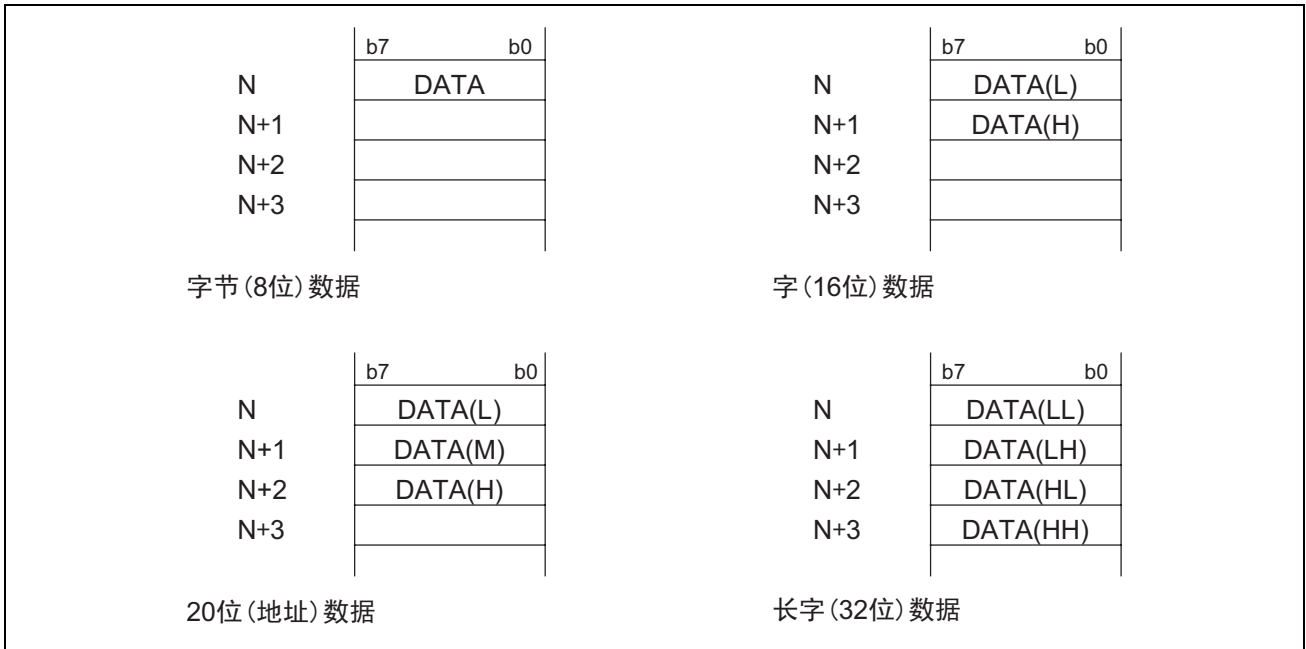 b7 b0
N DATA
N+1
N+2
N+3
字节(8位)数据
b7 b0
N DATA(L)
N+1 DATA(H)
N+2
N+3
字(16位)数据
b7 b0
N DATA(L)
N+1 DATA(M)
N+2 DATA(H)
N+3
20位(地址)数据
b7 b0
N DATA(LL)
N+1 DATA(LH)
N+2 DATA(HL)
N+3 DATA(HH)
长字(32位)数据